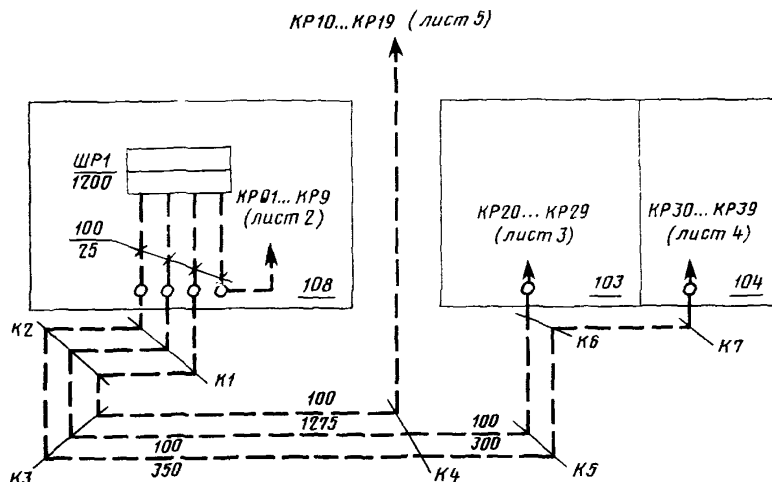 КР10...КР19 (лист 5)
ШР1
1200
КР01...КР9
(лист 2)
100
25
108
КР20...КР29
(лист 3)
КР30...КР39
(лист 4)
103
104
К2
К1
К6
К7
100
1275
100
300
100
350
К3
К4
К5